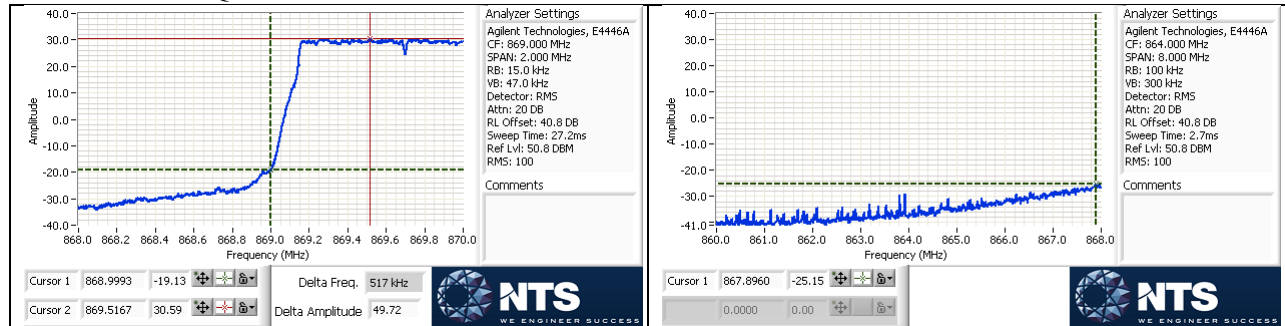 40.0
30.0
20.0
10.0
0.0
-10.0
-20.0
-30.0
-40.0
Amplitude
868.0 868.2 868.4 868.6 868.8 869.0 869.2 869.4 869.6 869.8 870.0
Frequency (MHz)
Analyzer Settings
Agilent Technologies, E4446A
CF: 869.000 MHz
SPAN: 2.000 MHz
RB: 15.0 kHz
VB: 47.0 kHz
Detector: RMS
Attn: 20 DB
RL Offset: 40.8 DB
Sweep Time: 27.2ms
Ref Lvl: 50.8 DBM
RMS: 100
Comments
Cursor 1 868.9993 -19.13
Cursor 2 869.5167 30.59
Delta Freq. 517 kHz
Delta Amplitude 49.72
NTS
WE ENGINEER SUCCESS
40.0
30.0
20.0
10.0
0.0
-10.0
-20.0
-30.0
-41.0
Amplitude
860.0 861.0 862.0 863.0 864.0 865.0 866.0 867.0 868.0
Frequency (MHz)
Analyzer Settings
Agilent Technologies, E4446A
CF: 864.000 MHz
SPAN: 8.000 MHz
RB: 100 kHz
VB: 300 kHz
Detector: RMS
Attn: 20 DB
RL Offset: 40.8 DB
Sweep Time: 2.7ms
Ref Lvl: 50.8 DBM
RMS: 100
Comments
Cursor 1 867.8960 -25.15
0.0000 0.00
NTS
WE ENGINEER SUCCESS